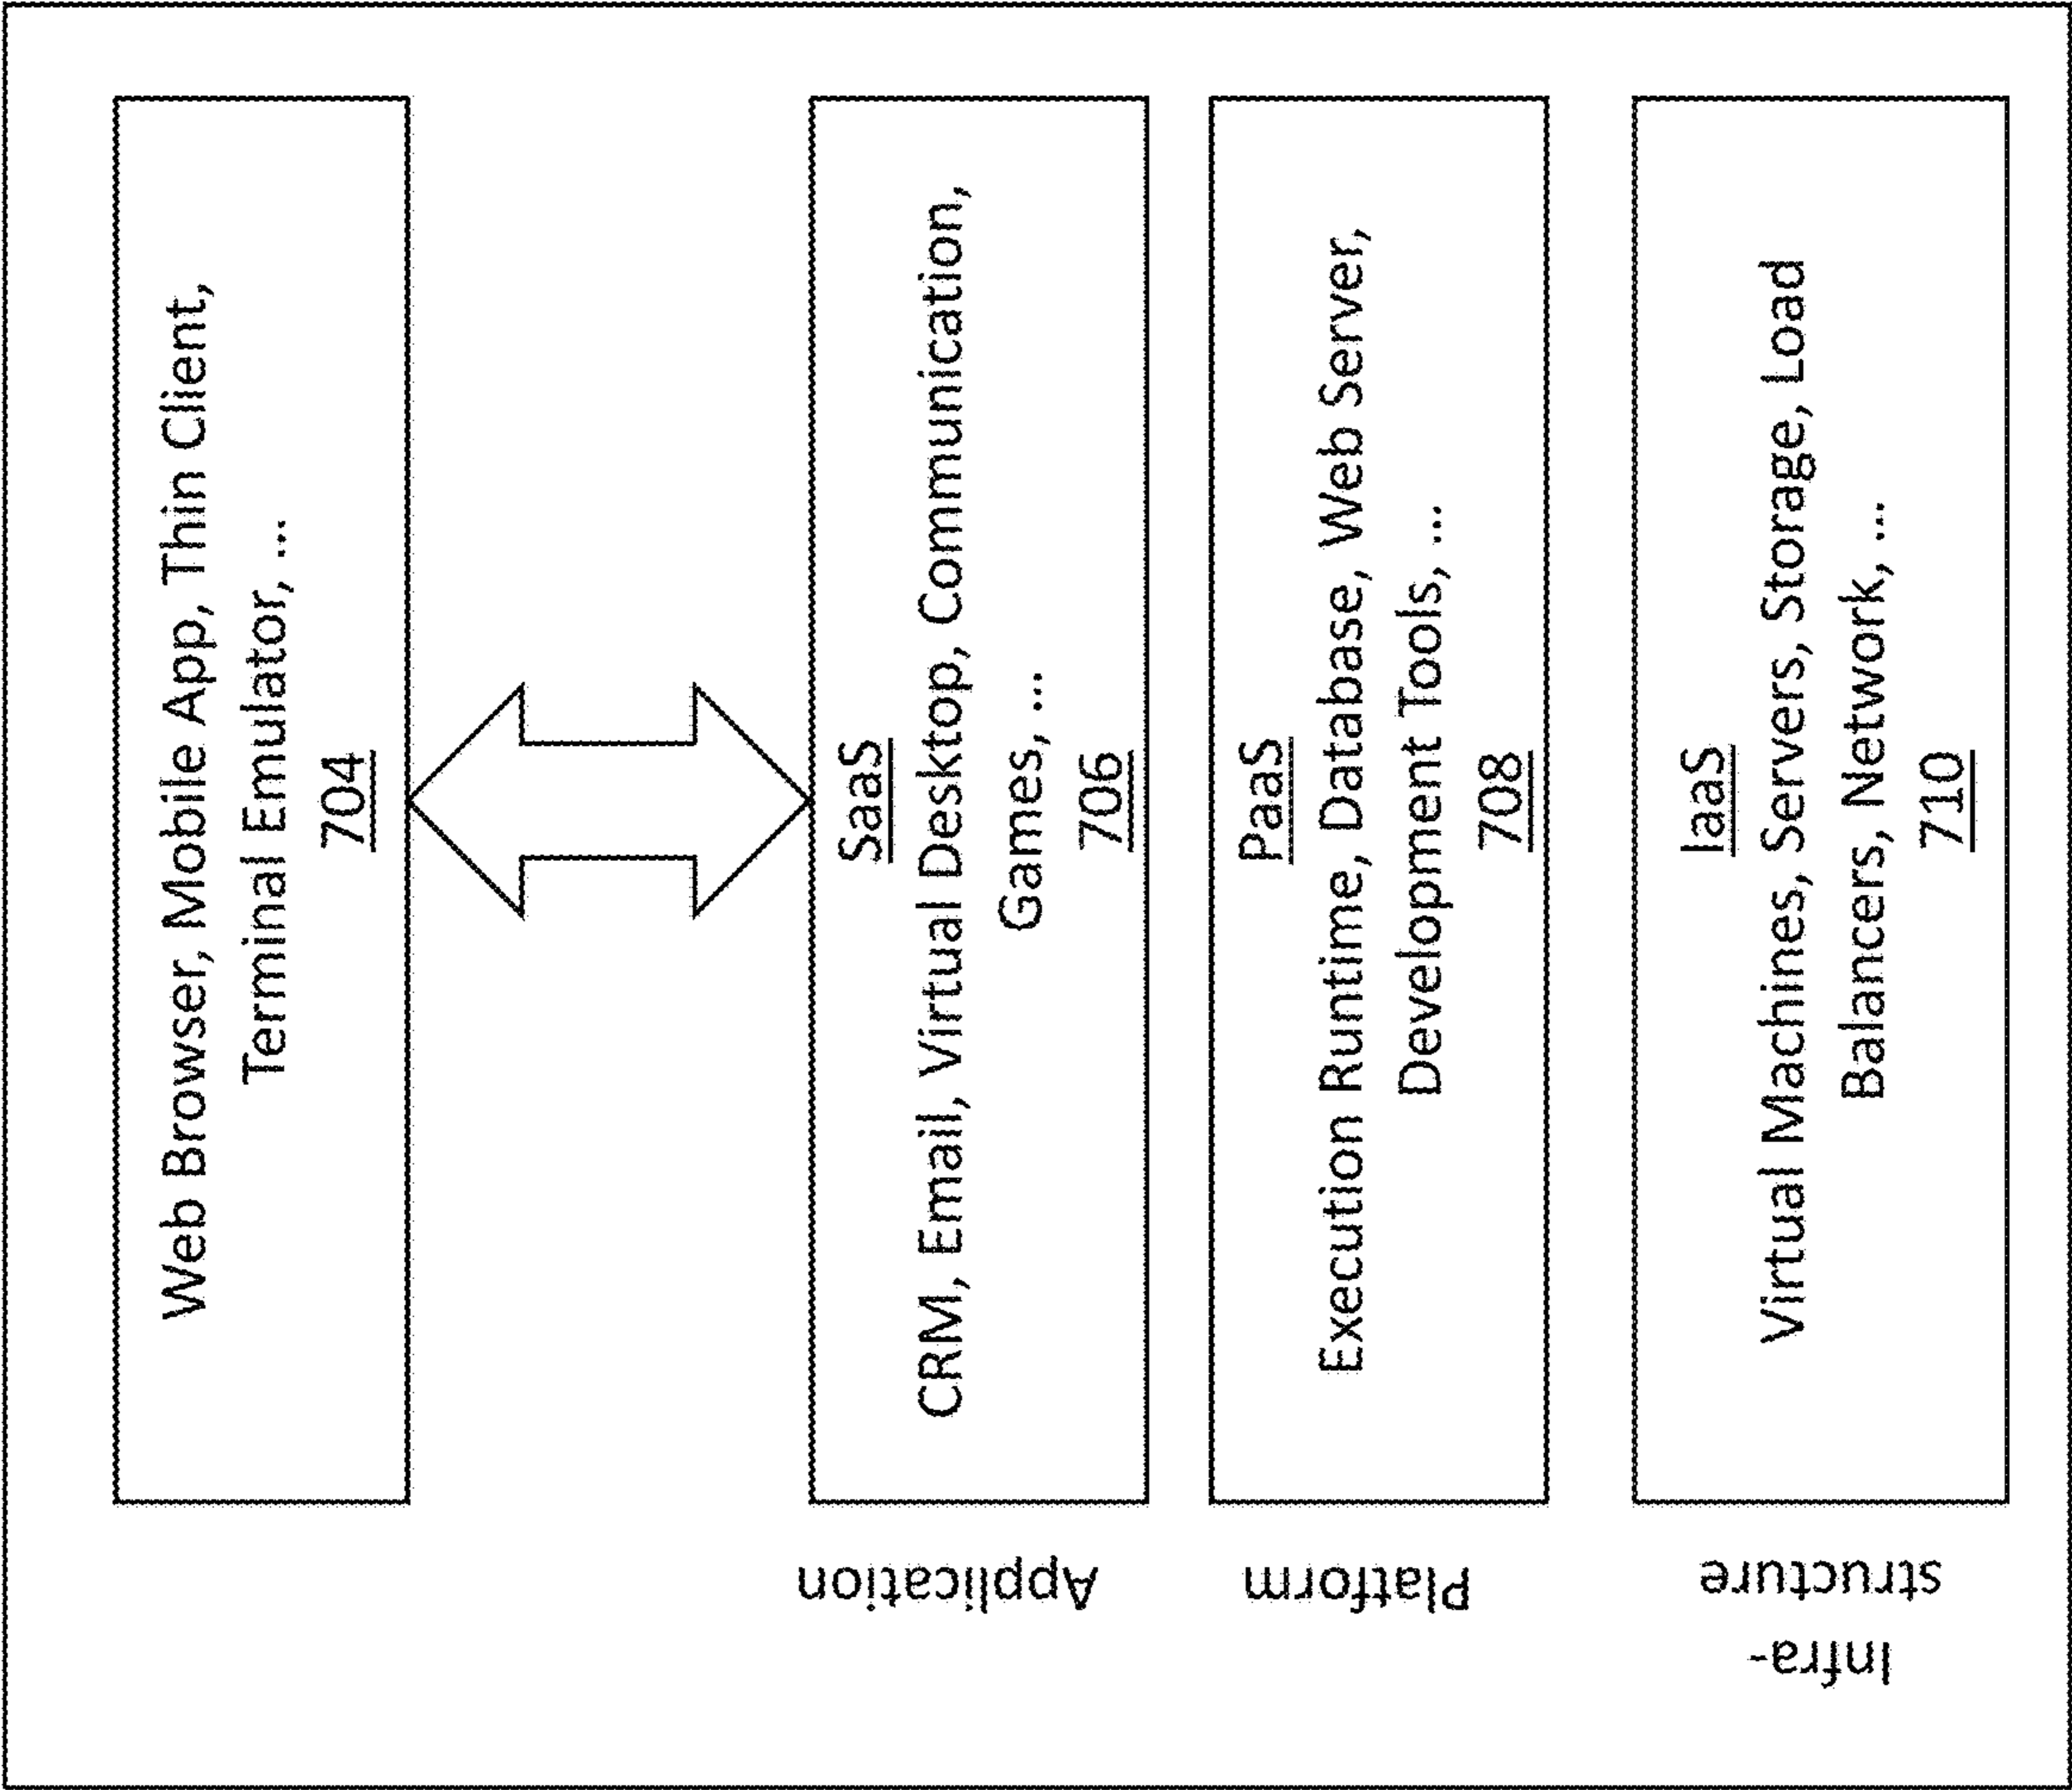 Web Browser, Mobile App, Thin Client,
Terminal Emulator, ...
704
Application
SaaS
CRM, Email, Virtual Desktop, Communication,
Games, ...
706
Platform
PaaS
Execution Runtime, Database, Web Server,
Development Tools, ...
708
Infra-
structure
IaaS
Virtual Machines, Servers, Storage, Load
Balancers, Network, ...
710